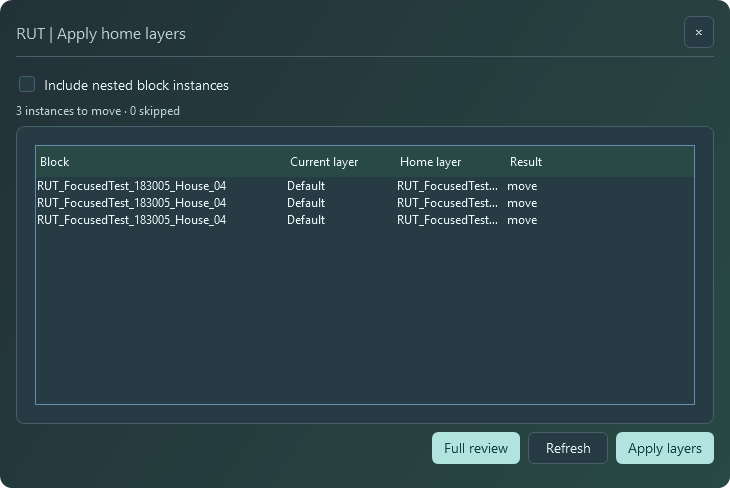 RUT | Apply home layers
×
Include nested block instances
3 instances to move · 0 skipped
Block Current layer Home layer Result
RUT_FocusedTest_183005_House_04 Default RUT_FocusedTest... move
RUT_FocusedTest_183005_House_04 Default RUT_FocusedTest... move
RUT_FocusedTest_183005_House_04 Default RUT_FocusedTest... move
Full review Refresh Apply layers